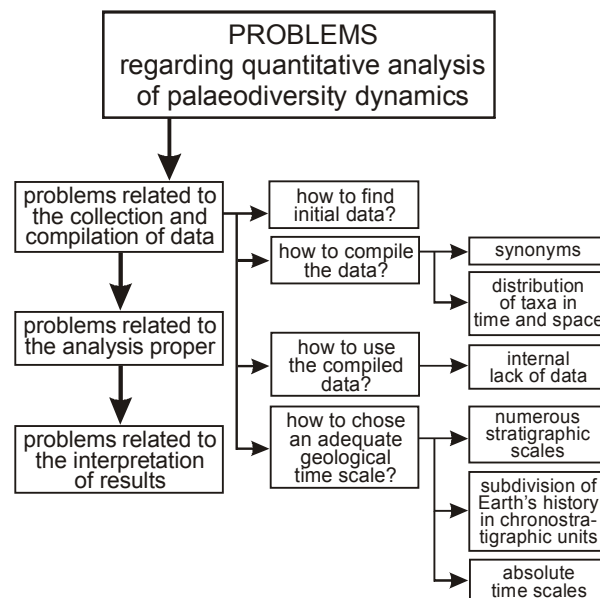 PROBLEMS
regarding quantitative analysis
of palaeodiversity dynamics
problems related to
the collection and
compilation of data
problems related to
the analysis proper
problems related to
the interpretation
of results
how to find
initial data?
how to compile
the data?
how to use
the compiled
data?
how to chose
an adequate
geological
time scale?
synonyms
distribution
of taxa in
time and space
internal
lack of data
numerous
stratigraphic
scales
subdivision of
Earth's history
in chronostra-
tigraphic units
absolute
time scales